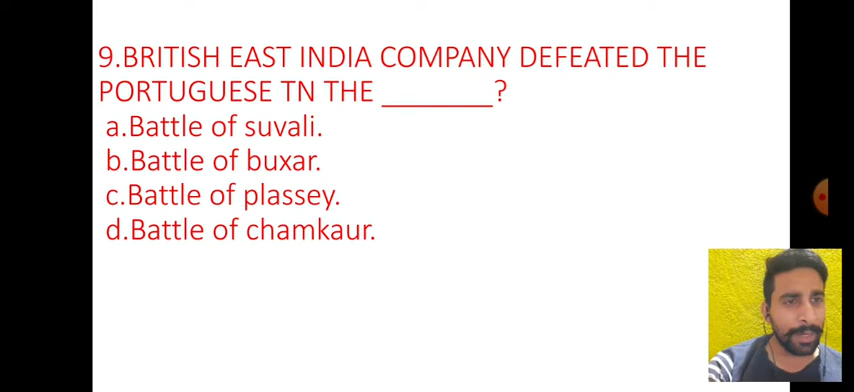 9.BRITISH EAST INDIA COMPANY DEFEATED THE
PORTUGUESE TN THE ________?
a.Battle of suvali.
b.Battle of buxar.
c.Battle of plassey.
d.Battle of chamkaur.